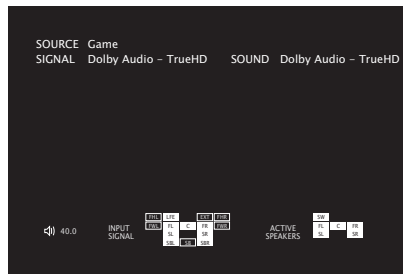 SOURCE Game
SIGNAL Dolby Audio – TrueHD SOUND Dolby Audio – TrueHD
40.0
INPUT SIGNAL
FHL LFE EXT FHR
FWL FL C FR FWR
SL SR
SBL SB SBR
ACTIVE SPEAKERS
SW
FL C FR
SL SR